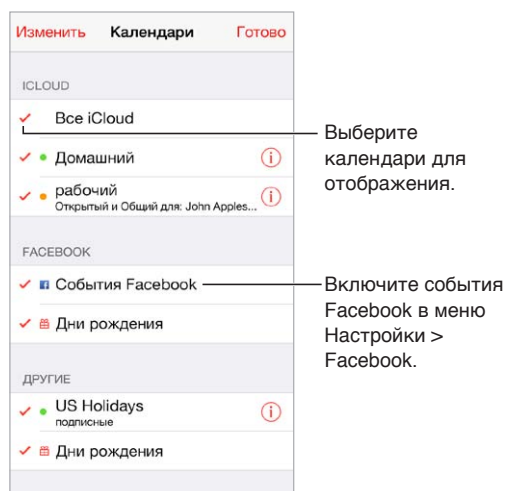 Изменить Календари Готово
ICLOUD
Все iCloud
Домашний
рабочий
Открытый и Общий для: John Apples...
FACEBOOK
События Facebook
Дни рождения
ДРУГИЕ
US Holidays
подписные
Дни рождения
Выберите
календари для
отображения.
Включите события
Facebook в меню
Настройки >
Facebook.